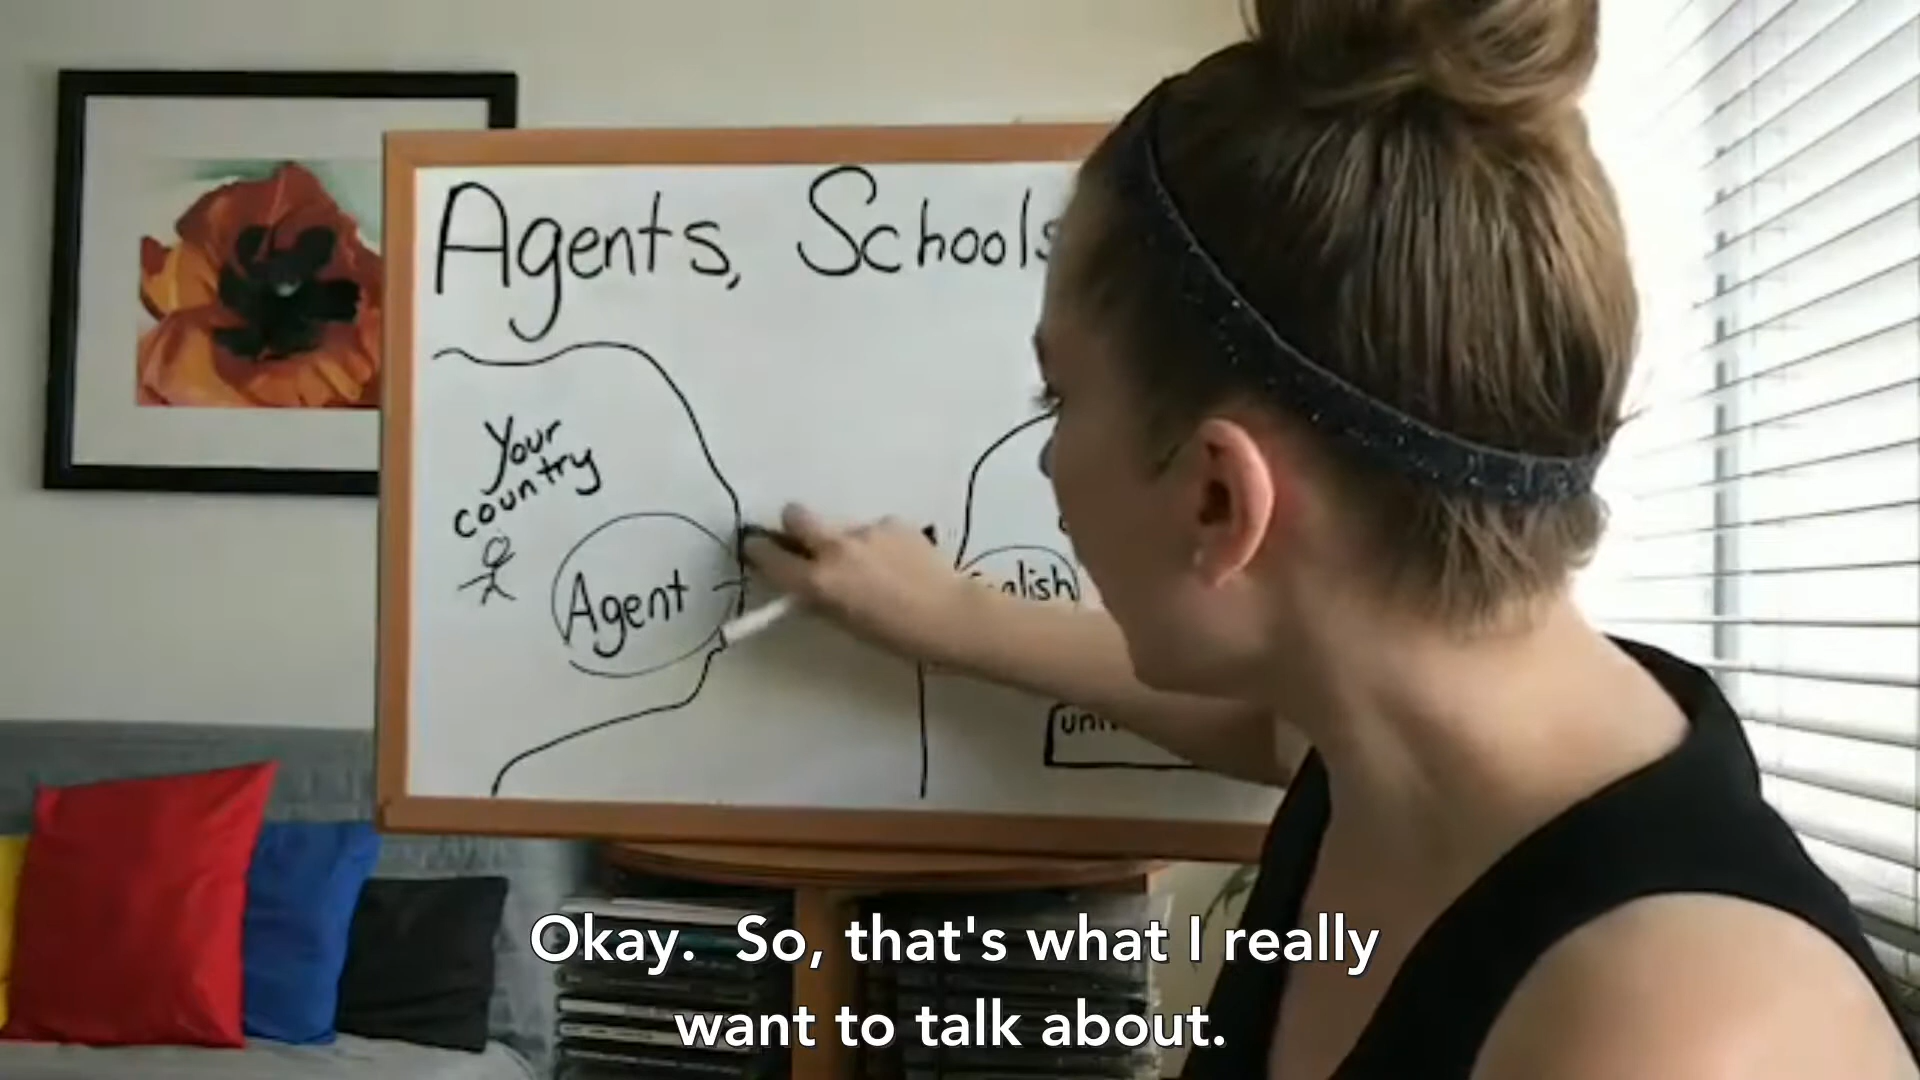 Agents, Schools
Your
country
Agent
Okay. So, that's what I really
want to talk about.